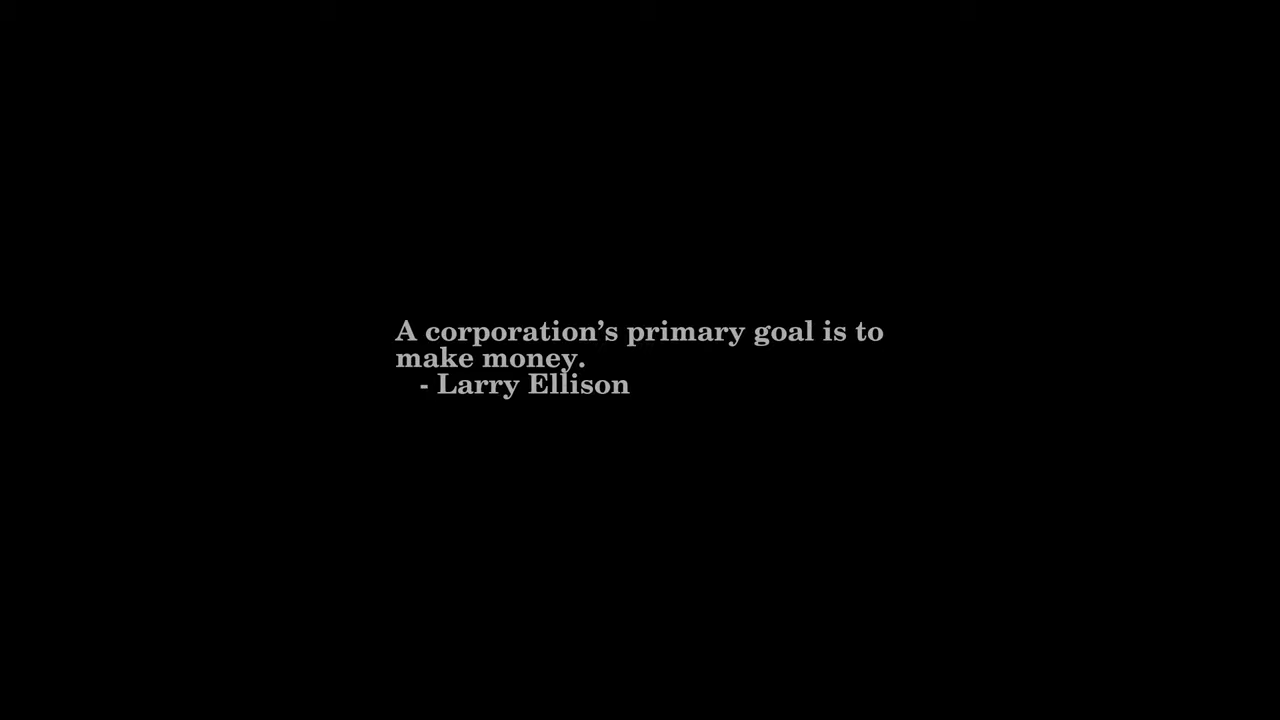 A corporation’s primary goal is to
make money.
- Larry Ellison